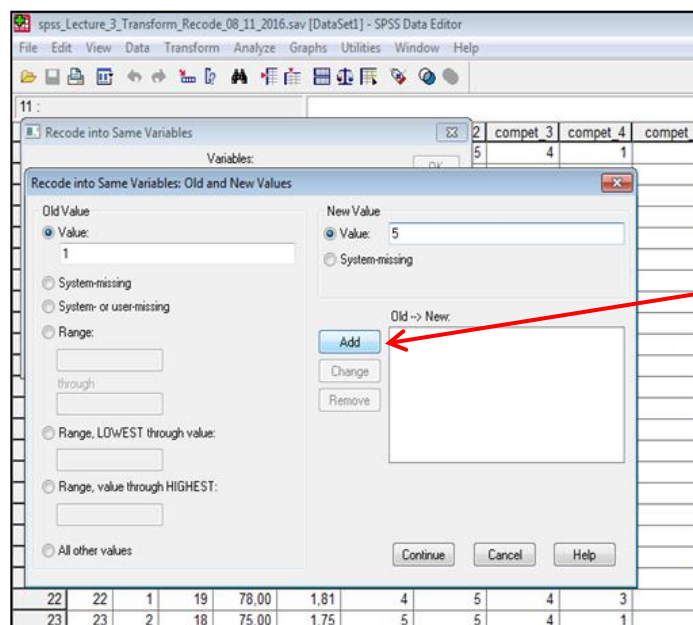 spss_Lecture_3_Transform_Recode_08_11_2016.sav [DataSet1] - SPSS Data Editor
File Edit View Data Transform Analyze Graphs Utilities Window Help
11 :
Recode into Same Variables
2 compet_3 compet_4 compet_
Variables:
OK
5 4 1
Recode into Same Variables: Old and New Values
Old Value
New Value
Value:
Value: 5
1
System-missing
System-missing
System- or user-missing
Range:
Old --> New:
Add
through
Change
Remove
Range, LOWEST through value:
Range, value through HIGHEST:
All other values
Continue Cancel Help
22 22 1 19 78,00 1,81 4 5 4 3
23 23 2 18 75,00 1,75 5 5 4 1